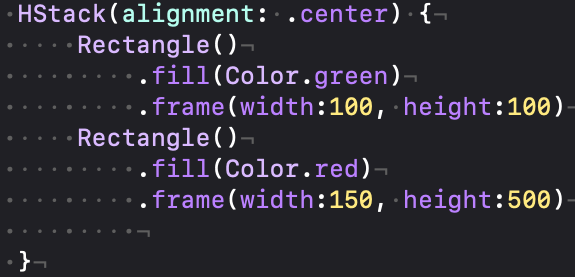 HStack(alignment: .center) {
Rectangle()
.fill(Color.green)
.frame(width:100, height:100)
Rectangle()
.fill(Color.red)
.frame(width:150, height:500)
}